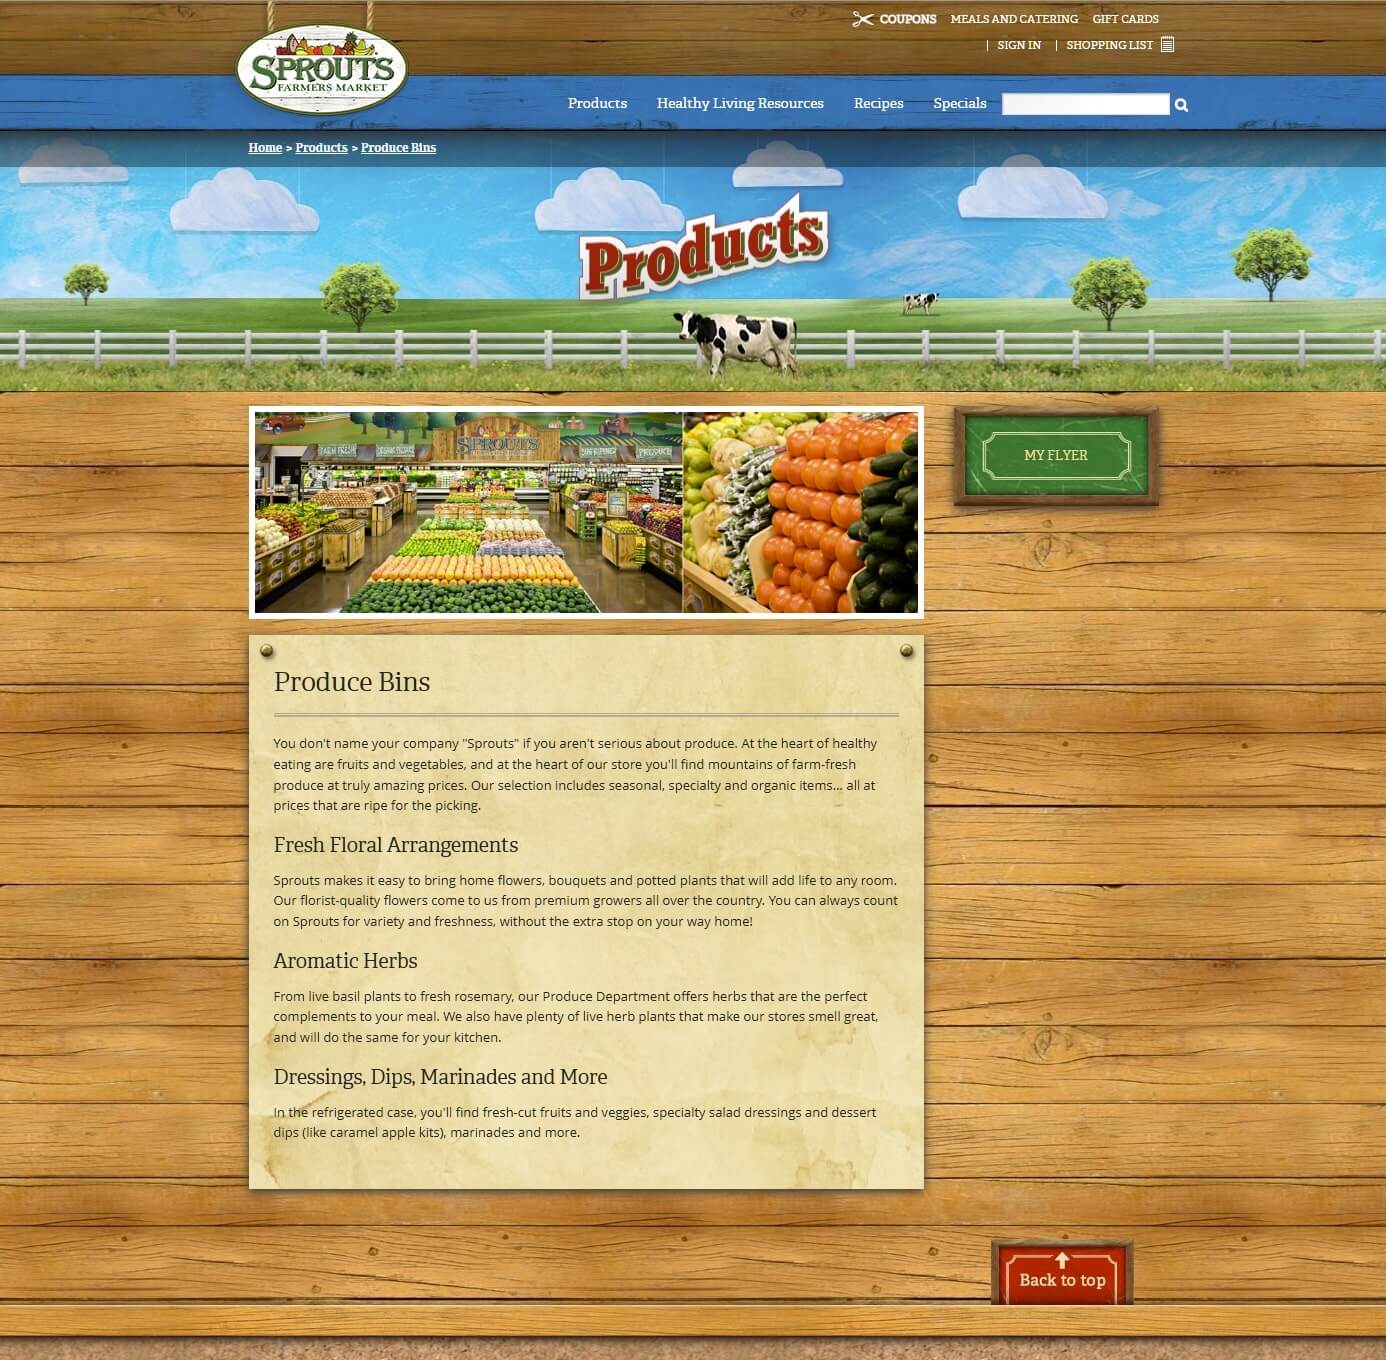 COUPONS MEALS AND CATERING GIFT CARDS
SIGN IN SHOPPING LIST
SPROUTS
FARMERS MARKET
Products Healthy Living Resources Recipes Specials
Home > Products > Produce Bins
Products
SPROUTS
FARM FRESH
PRODUCE
MY FLYER
Produce Bins
You don't name your company "Sprouts" if you aren't serious about produce. At the heart of healthy
eating are fruits and vegetables, and at the heart of our store you'll find mountains of farm-fresh
produce at truly amazing prices. Our selection includes seasonal, specialty and organic items... all at
prices that are ripe for the picking.
Fresh Floral Arrangements
Sprouts makes it easy to bring home flowers, bouquets and potted plants that will add life to any room.
Our florist-quality flowers come to us from premium growers all over the country. You can always count
on Sprouts for variety and freshness, without the extra stop on your way home!
Aromatic Herbs
From live basil plants to fresh rosemary, our Produce Department offers herbs that are the perfect
complements to your meal. We also have plenty of live herb plants that make our stores smell great,
and will do the same for your kitchen.
Dressings, Dips, Marinades and More
In the refrigerated case, you'll find fresh-cut fruits and veggies, specialty salad dressings and dessert
dips (like caramel apple kits), marinades and more.
Back to top